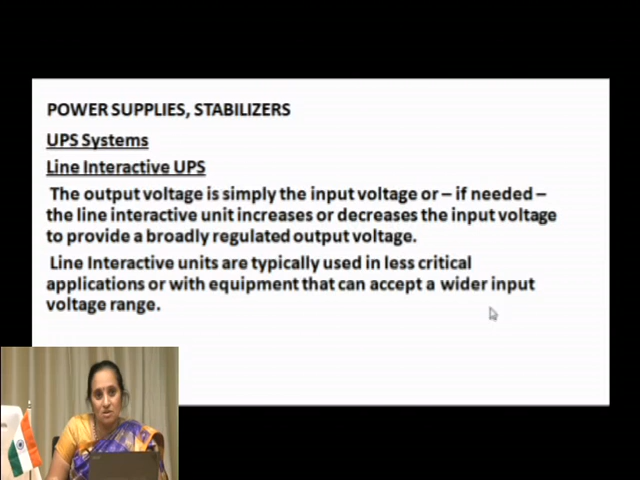 POWER SUPPLIES, STABILIZERS
UPS Systems
Line Interactive UPS
The output voltage is simply the input voltage or – if needed –
the line interactive unit increases or decreases the input voltage
to provide a broadly regulated output voltage.
Line Interactive units are typically used in less critical
applications or with equipment that can accept a wider input
voltage range.